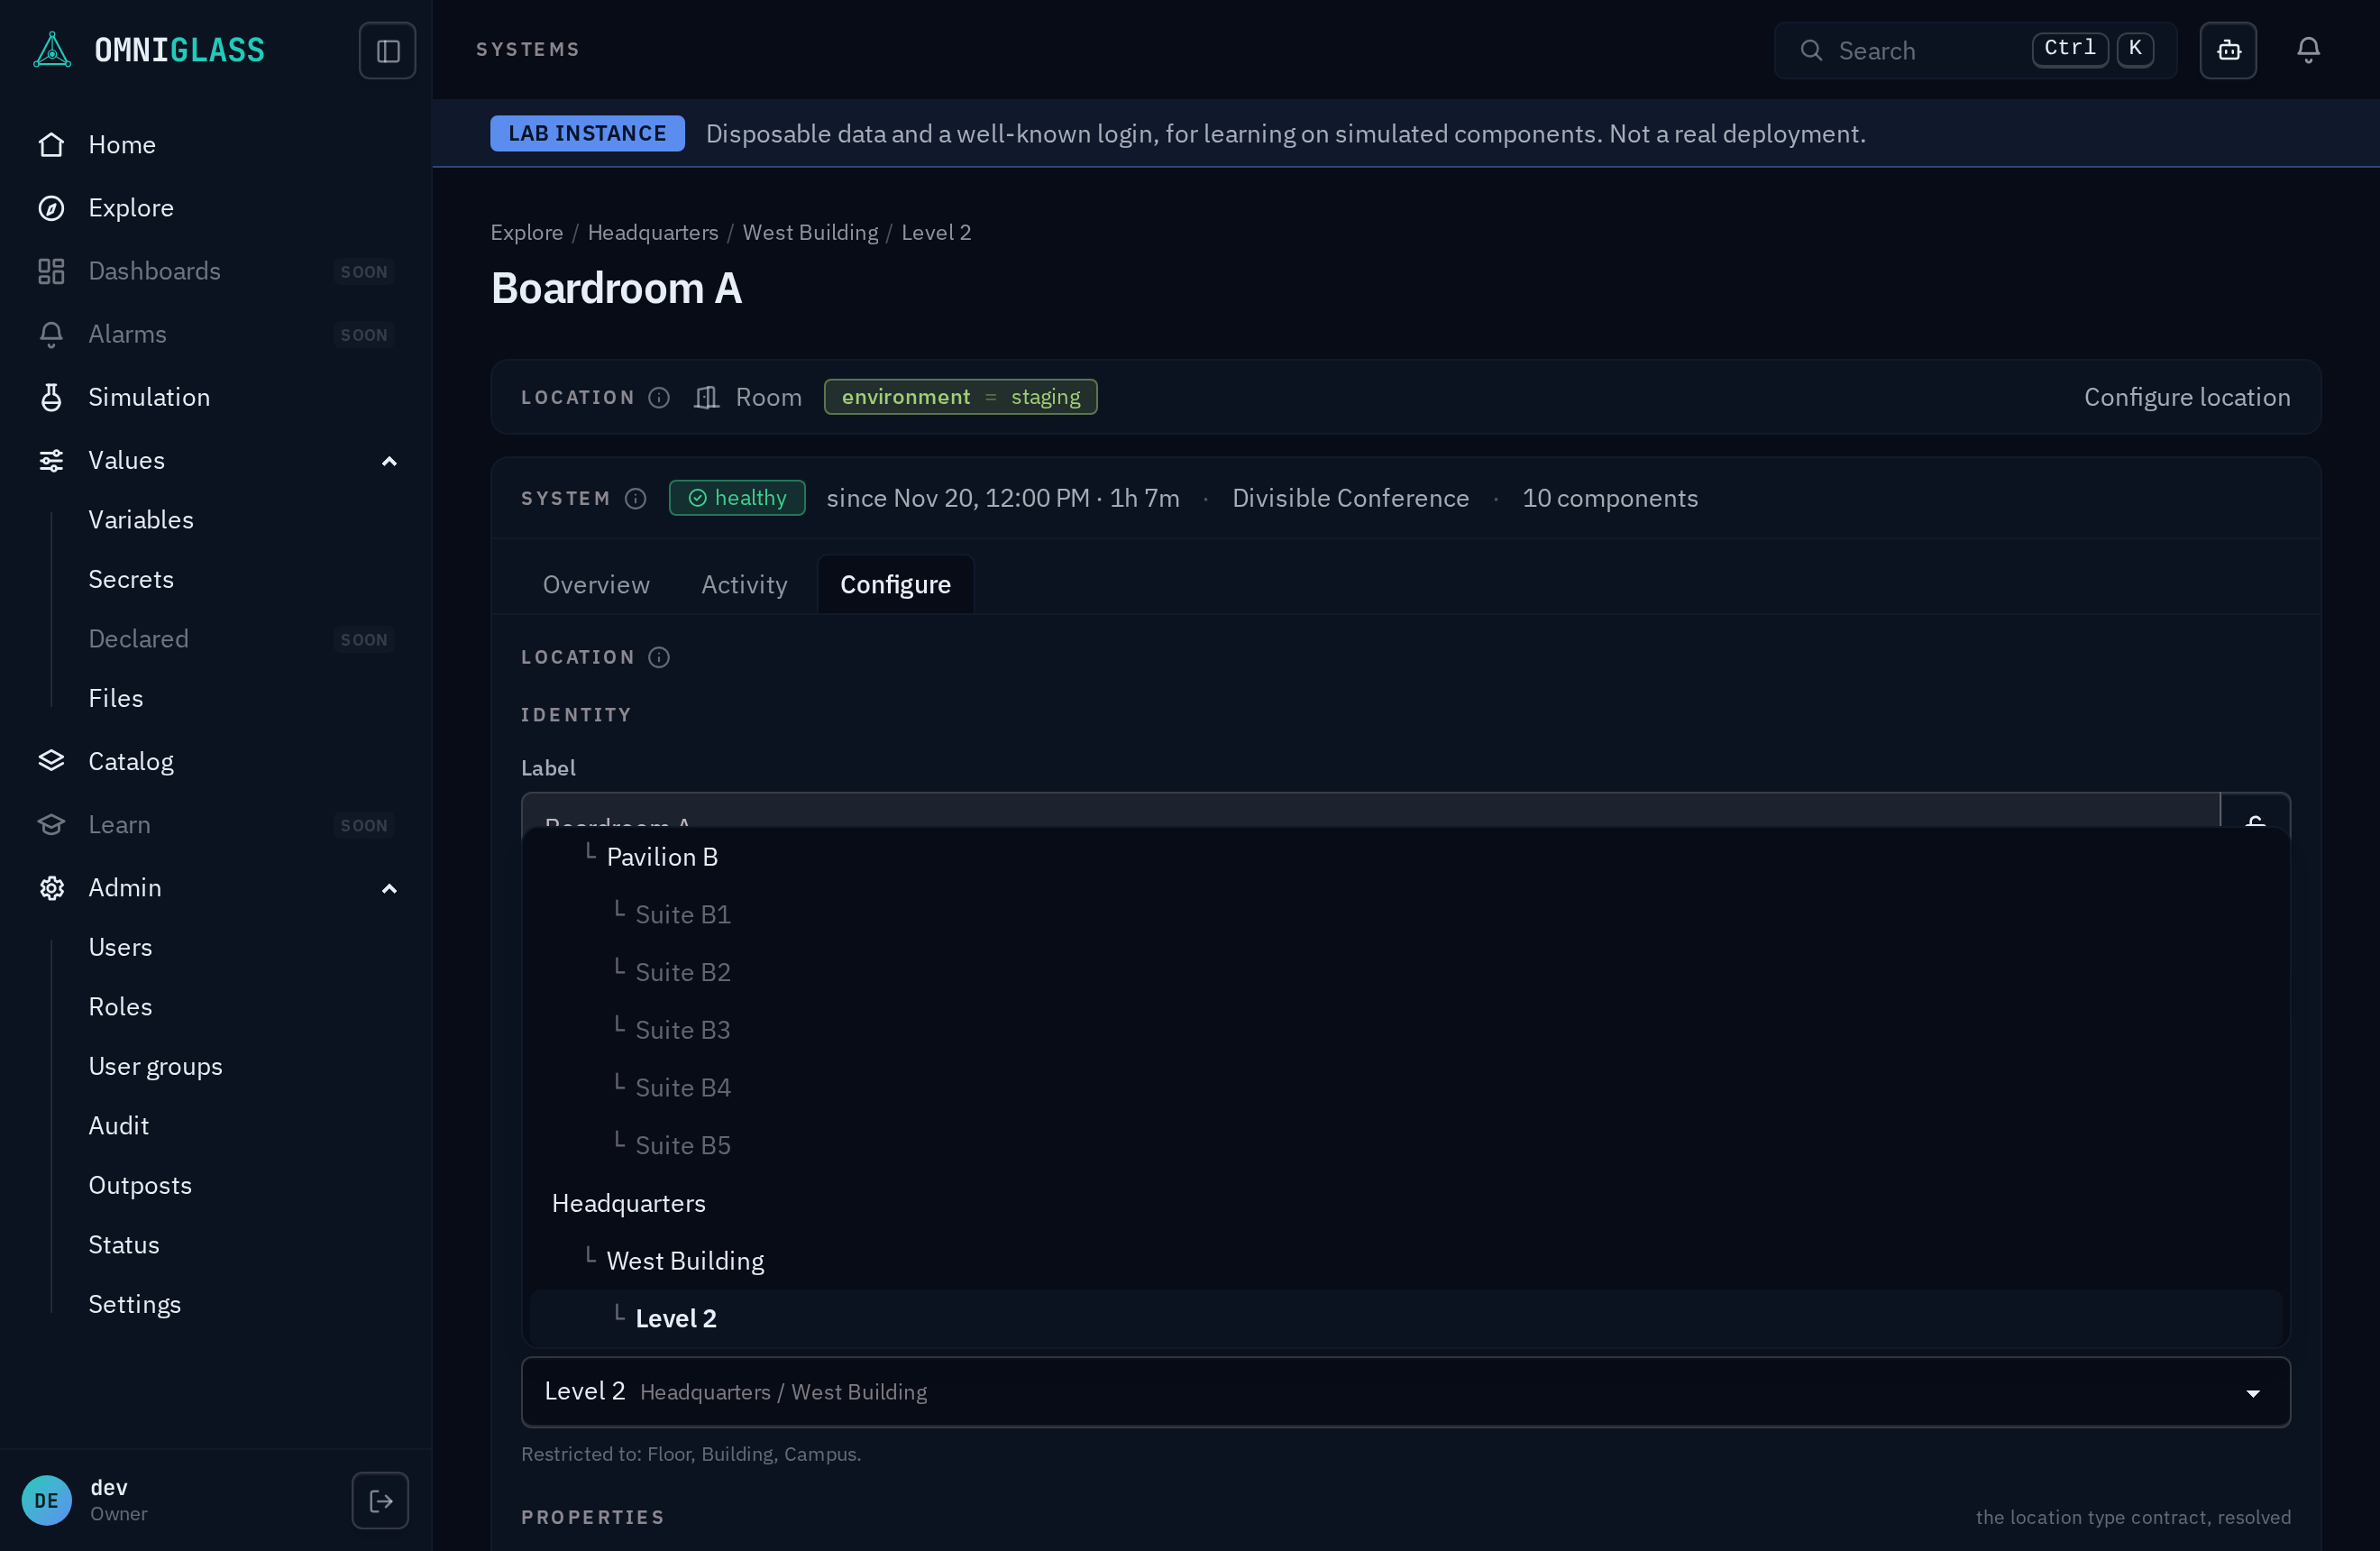 OMNIGLASS
Home
Explore
Dashboards SOON
Alarms SOON
Simulation
Values
Variables
Secrets
Declared SOON
Files
Catalog
Learn SOON
Admin
Users
Roles
User groups
Audit
Outposts
Status
Settings
DE dev
Owner
SYSTEMS
Search Ctrl K
LAB INSTANCE Disposable data and a well-known login, for learning on simulated components. Not a real deployment.
Explore / Headquarters / West Building / Level 2
Boardroom A
LOCATION Room environment = staging Configure location
SYSTEM healthy since Nov 20, 12:00 PM · 1h 7m · Divisible Conference · 10 components
Overview Activity Configure
LOCATION
IDENTITY
Label
Boardroom A
└ Pavilion B
└ Suite B1
└ Suite B2
└ Suite B3
└ Suite B4
└ Suite B5
Headquarters
└ West Building
└ Level 2
Level 2 Headquarters / West Building
Restricted to: Floor, Building, Campus.
PROPERTIES the location type contract, resolved